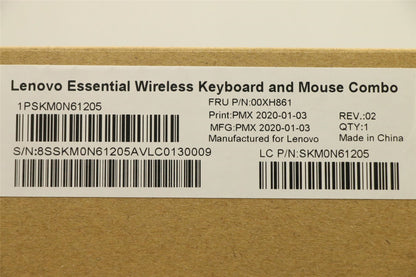 Lenovo Essential Wireless Keyboard and Mouse Combo
1PSKM0N61205
FRU P/N:00XH861
Print:PMX 2020-01-03 REV.:02
MFG:PMX 2020-01-03 QTY:1
Manufactured for Lenovo Made in China
S/N:8SSKM0N61205AVLC0130009
LC P/N:SKM0N61205